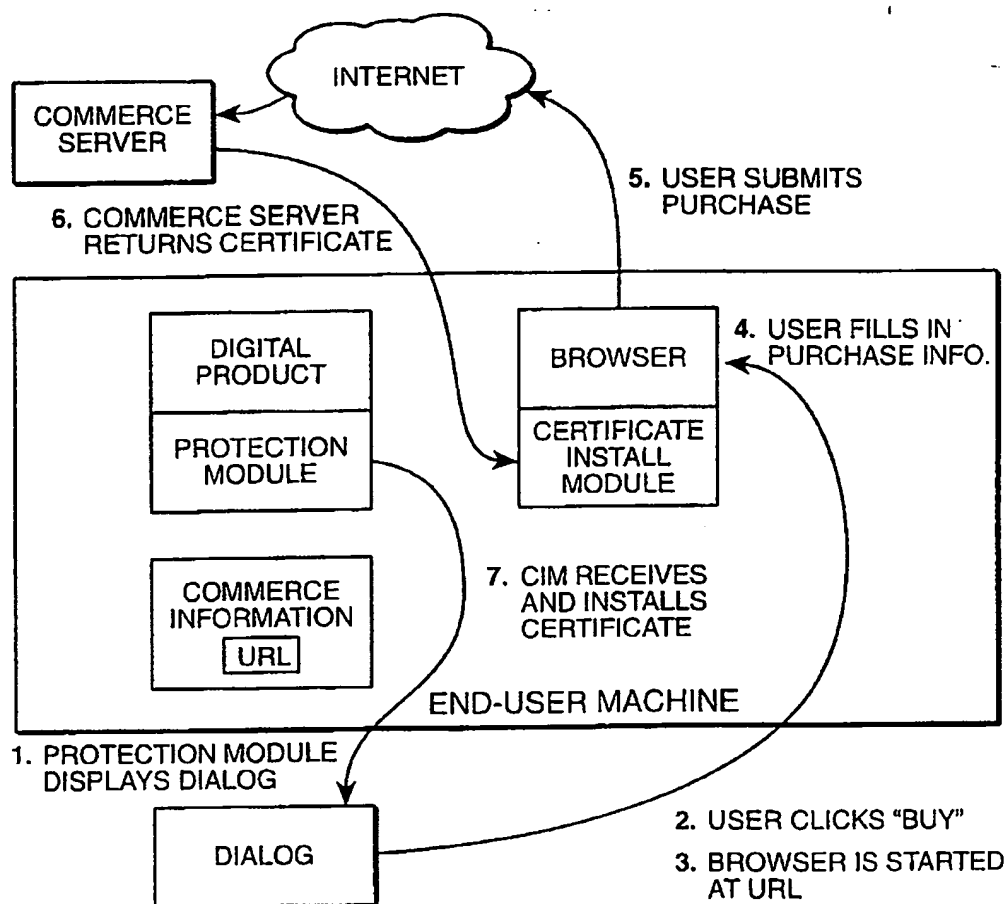 INTERNET
COMMERCE
SERVER
5. USER SUBMITS
PURCHASE
6. COMMERCE SERVER
RETURNS CERTIFICATE
DIGITAL
PRODUCT
PROTECTION
MODULE
BROWSER
CERTIFICATE
INSTALL
MODULE
4. USER FILLS IN
PURCHASE INFO.
COMMERCE
INFORMATION
URL
7. CIM RECEIVES
AND INSTALLS
CERTIFICATE
END-USER MACHINE
1. PROTECTION MODULE
DISPLAYS DIALOG
DIALOG
2. USER CLICKS “BUY”
3. BROWSER IS STARTED
AT URL